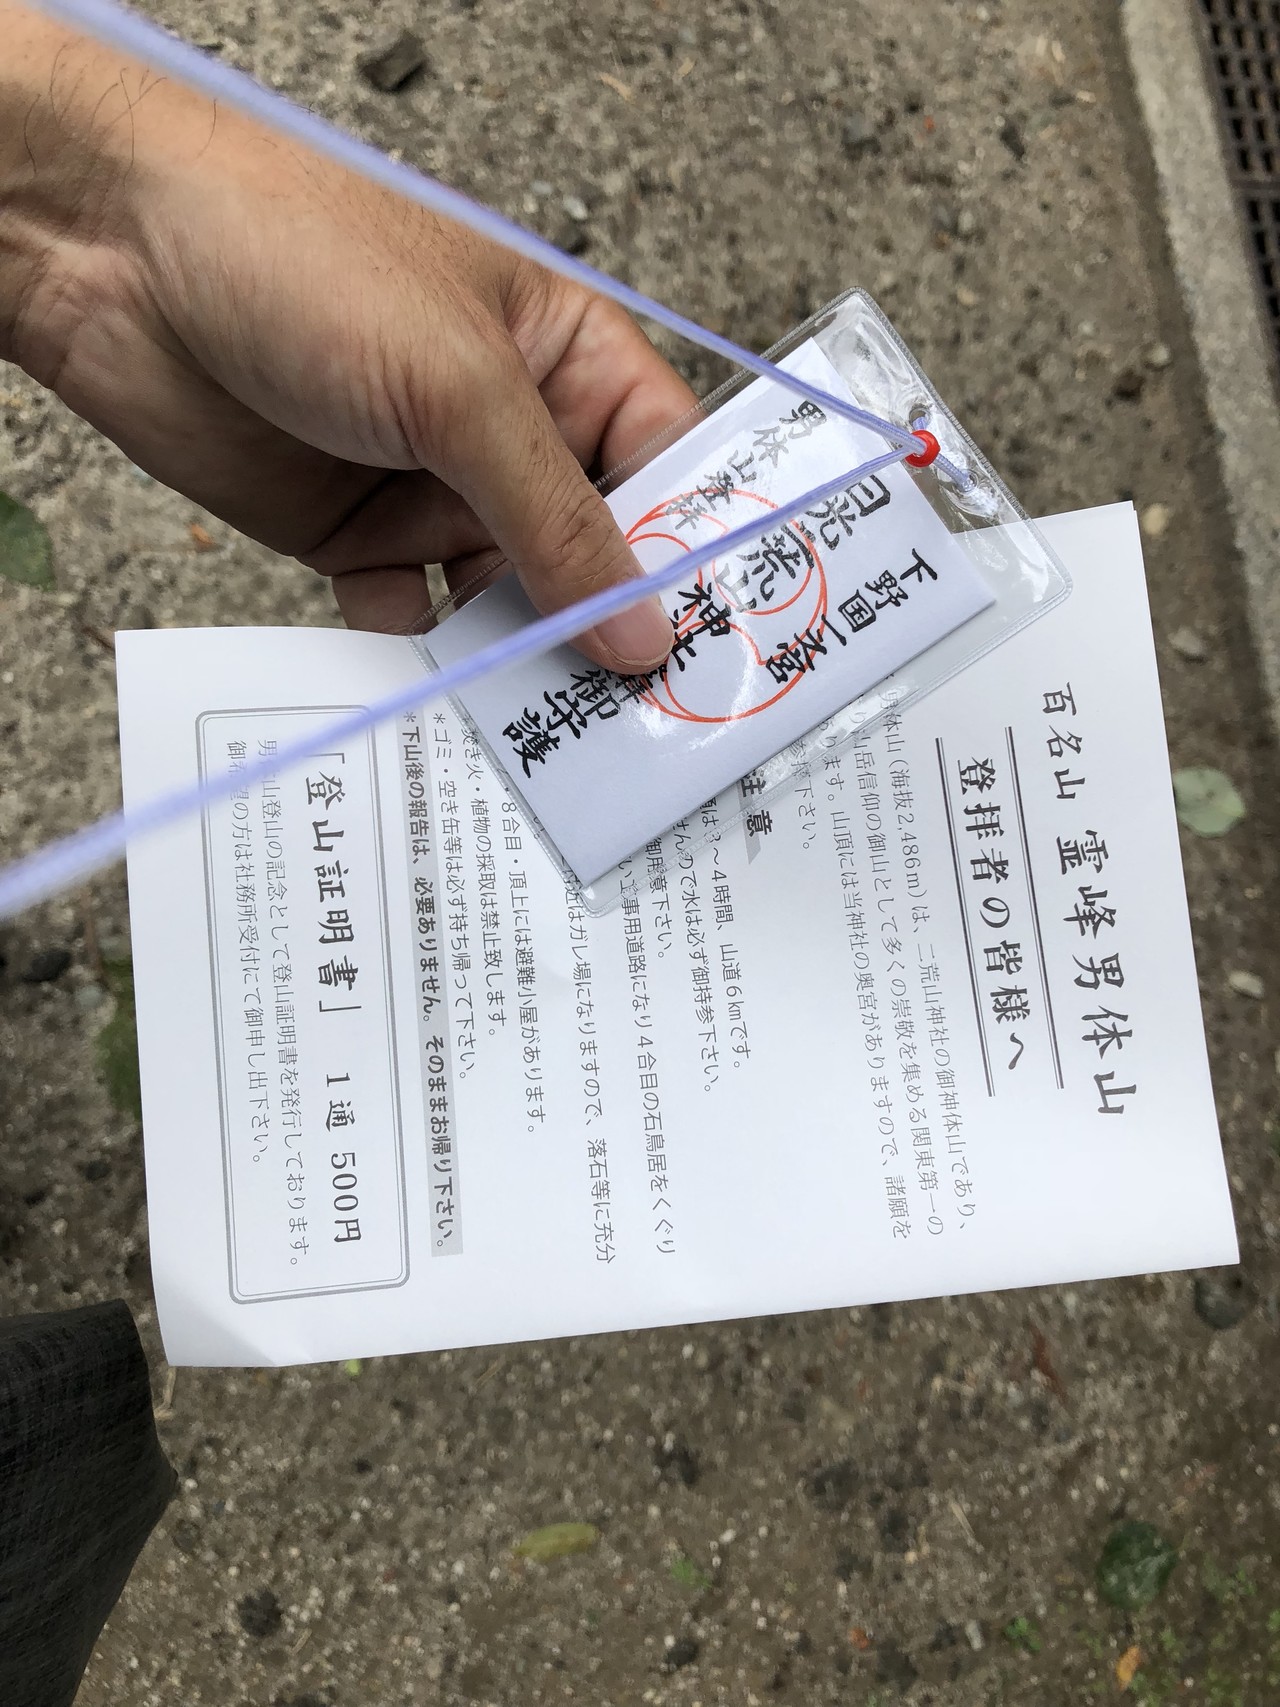 下野国一之宮
日光
荒山
神社
男体山登拝
御守護
百名山 霊峰男体山
登拝者の皆様へ
男体山（海抜2.486m）は、二荒山神社の御神体山であり、
山岳信仰の御山として多くの崇敬を集める関東第一の
ります。山頂には当神社の奥宮がありますので、諸願を
下さい。
注意
は3～4時間、山道6㎞です。
せんので水は必ず御持参下さい。
御用意下さい。
工事用道路になり4合目の石鳥居をくぐり
はガレ場になりますので、落石等に充分
・8合目・頂上には避難小屋があります。
焚き火・植物の採取は禁止致します。
＊ゴミ・空き缶等は必ず持ち帰って下さい。
＊下山後の報告は、必要ありません。そのままお帰り下さい。
「登山証明書」 1通 500円
男体山登山の記念として登山証明書を発行しております。
御希望の方は社務所受付にて御申し出下さい。